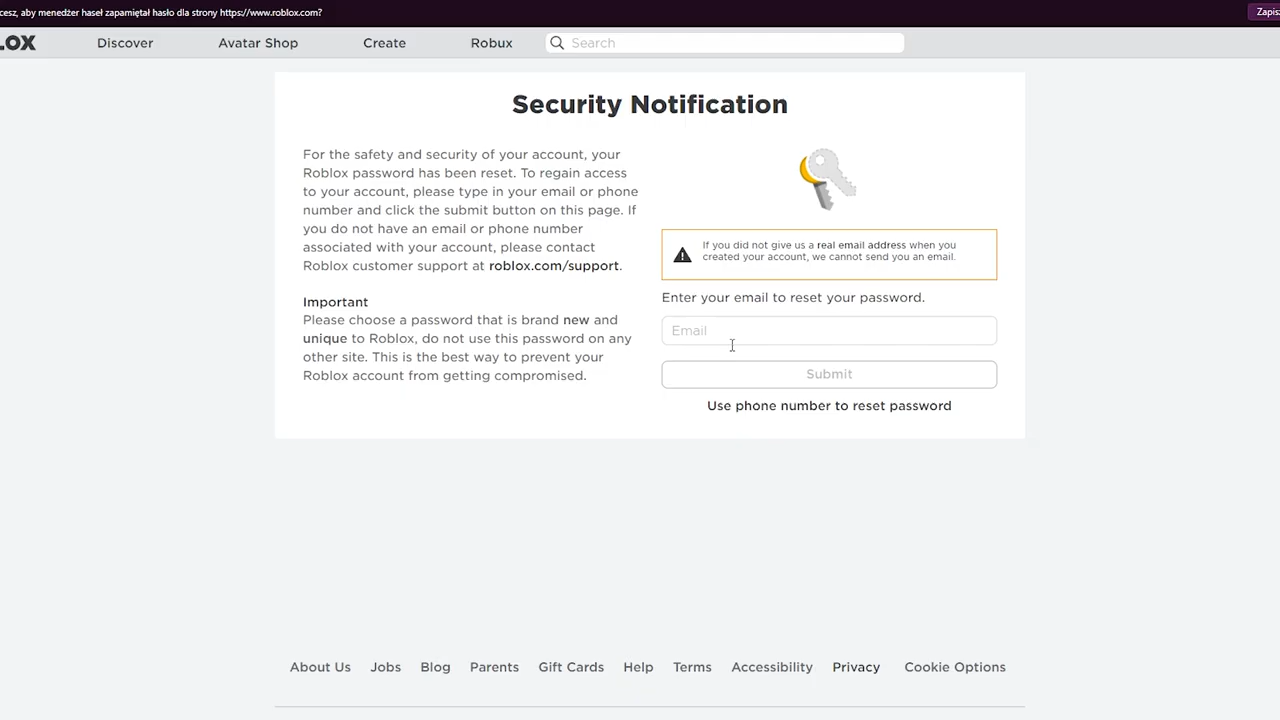 cesz, aby menedżer haseł zapamiętał hasło dla strony https://www.roblox.com?
Zapisz
LOX
Discover
Avatar Shop
Create
Robux
Search
Security Notification
For the safety and security of your account, your
Roblox password has been reset. To regain access
to your account, please type in your email or phone
number and click the submit button on this page. If
you do not have an email or phone number
associated with your account, please contact
Roblox customer support at roblox.com/support.
Important
Please choose a password that is brand new and
unique to Roblox, do not use this password on any
other site. This is the best way to prevent your
Roblox account from getting compromised.
If you did not give us a real email address when you
created your account, we cannot send you an email.
Enter your email to reset your password.
Email
Submit
Use phone number to reset password
About Us
Jobs
Blog
Parents
Gift Cards
Help
Terms
Accessibility
Privacy
Cookie Options